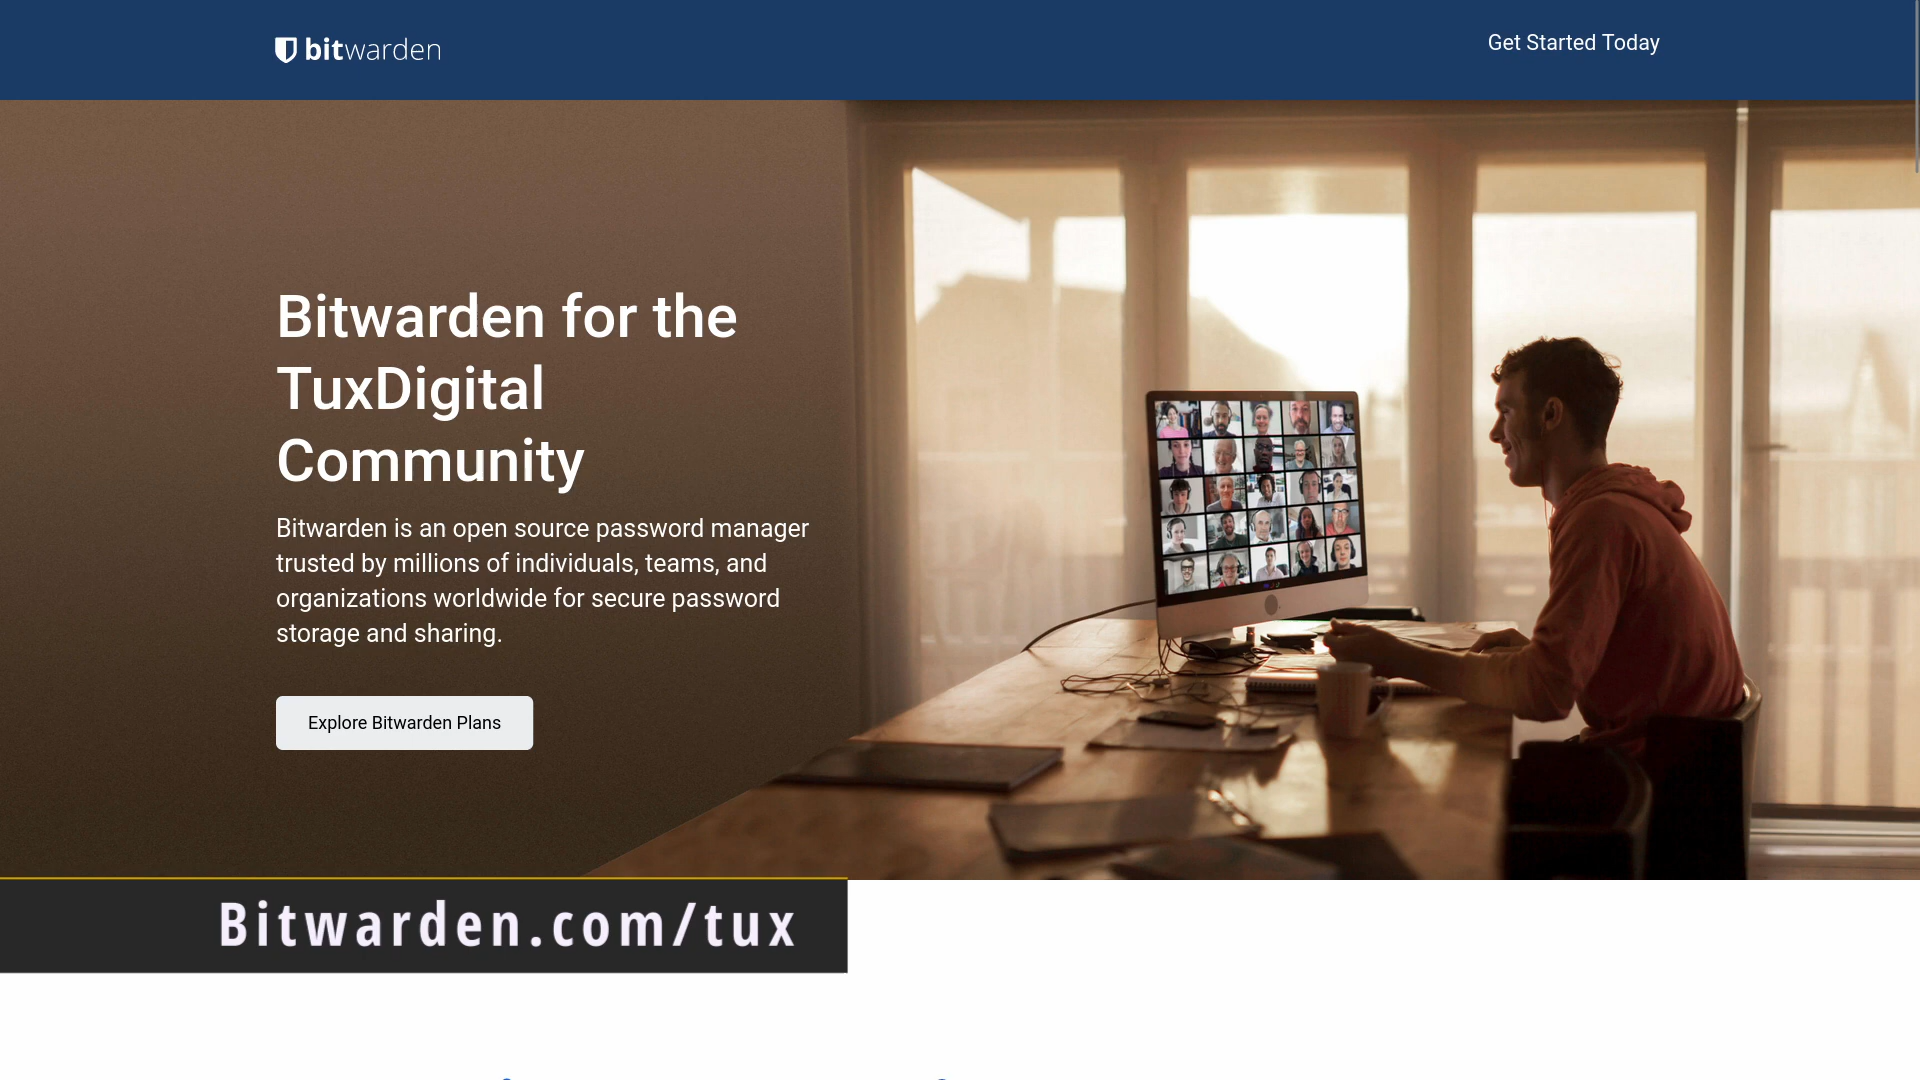 bitwarden
Get Started Today
Bitwarden for the
TuxDigital
Community
Bitwarden is an open source password manager
trusted by millions of individuals, teams, and
organizations worldwide for secure password
storage and sharing.
Explore Bitwarden Plans
Bitwarden.com/tux